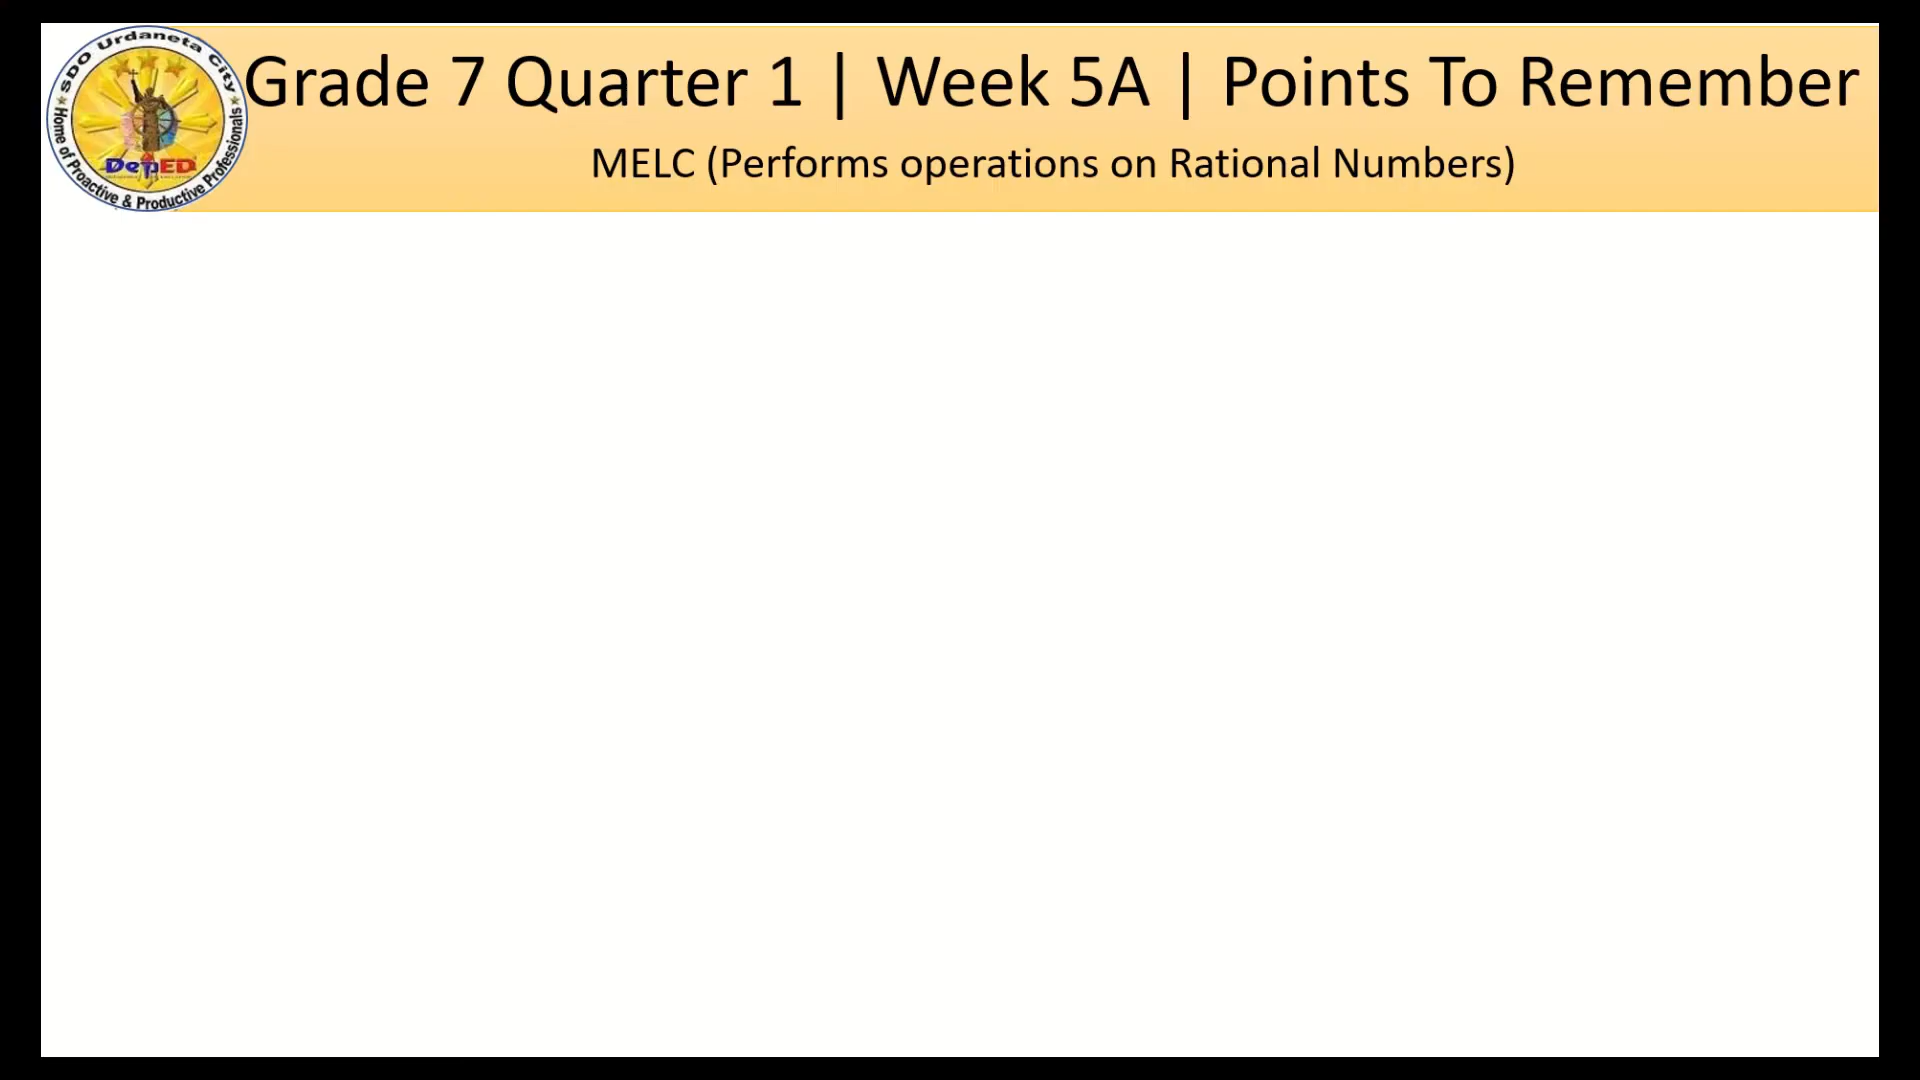 SDO Urdaneta City
Home of Proactive & Productive Professionals
DepED
Grade 7 Quarter 1 | Week 5A | Points To Remember
MELC (Performs operations on Rational Numbers)